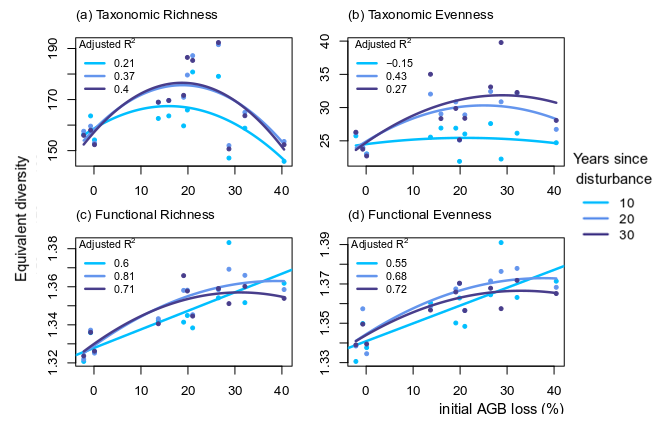 (a) Taxonomic Richness
Adjusted R²
0.21
0.37
0.4
150 170 190
0 10 20 30 40
(b) Taxonomic Evenness
Adjusted R²
−0.15
0.43
0.27
25 30 35 40
0 10 20 30 40
(c) Functional Richness
Adjusted R²
0.6
0.81
0.71
1.32 1.34 1.36 1.38
0 10 20 30 40
(d) Functional Evenness
Adjusted R²
0.55
0.68
0.72
1.33 1.35 1.37 1.39
0 10 20 30 40
Equivalent diversity
initial AGB loss (%)
Years since
disturbance
10
20
30